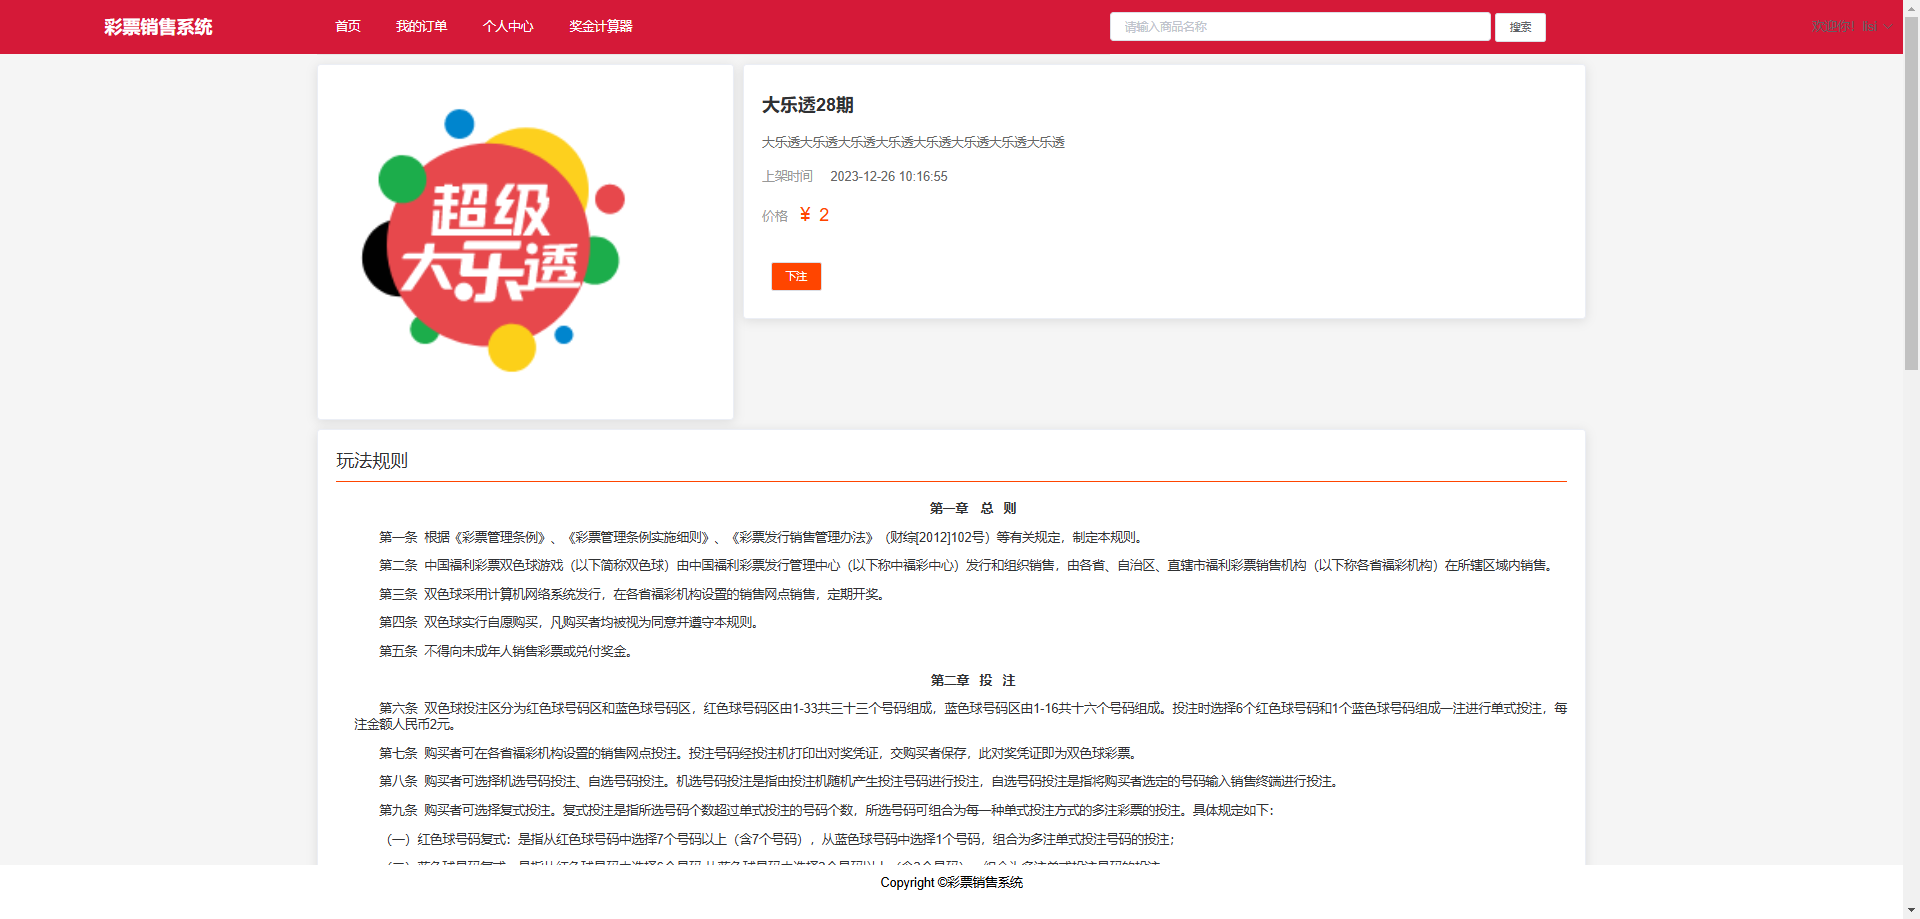 彩票销售系统 首页 我的订单 个人中心 奖金计算器 请输入商品名称 搜索 欢迎你!
超级
大乐透
大乐透28期
大乐透大乐透大乐透大乐透大乐透大乐透大乐透大乐透
上架时间 2023-12-26 10:16:55
价格 ¥ 2
下注
玩法规则
第一章 总 则
第一条 根据《彩票管理条例》、《彩票管理条例实施细则》、《彩票发行销售管理办法》（财综[2012]102号）等有关规定，制定本规则。
第二条 中国福利彩票双色球游戏（以下简称双色球）由中国福利彩票发行管理中心（以下称中福彩中心）发行和组织销售，由各省、自治区、直辖市福利彩票销售机构（以下称各省福彩机构）在所辖区域内销售。
第三条 双色球采用计算机网络系统发行，在各省福彩机构设置的销售网点销售，定期开奖。
第四条 双色球实行自愿购买，凡购买者均被视为同意并遵守本规则。
第五条 不得向未成年人销售彩票或兑付奖金。
第二章 投 注
第六条 双色球投注区分为红色球号码区和蓝色球号码区，红色球号码区由1-33共三十三个号码组成，蓝色球号码区由1-16共十六个号码组成。投注时选择6个红色球号码和1个蓝色球号码组成一注进行单式投注，每
注金额人民币2元。
第七条 购买者可在各省福彩机构设置的销售网点投注。投注号码经投注机打印出对奖凭证，交购买者保存，此对奖凭证即为双色球彩票。
第八条 购买者可选择机选号码投注、自选号码投注。机选号码投注是指由投注机随机产生投注号码进行投注，自选号码投注是指将购买者选定的号码输入销售终端进行投注。
第九条 购买者可选择复式投注。复式投注是指所选号码个数超过单式投注的号码个数，所选号码可组合为每一种单式投注方式的多注彩票的投注。具体规定如下：
（一）红色球号码复式：是指从红色球号码中选择7个号码以上（含7个号码），从蓝色球号码中选择1个号码，组合为多注单式投注号码的投注；
Copyright ©彩票销售系统